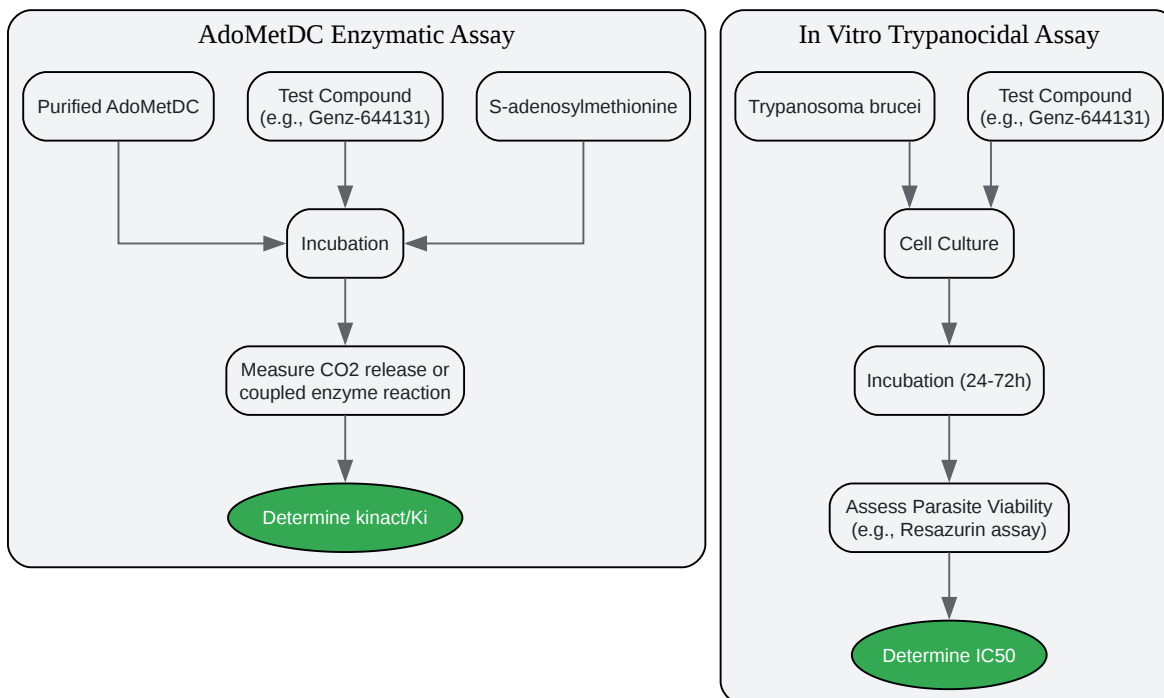 AdoMetDC Enzymatic Assay
Purified AdoMetDC
Test Compound
(e.g., Genz-644131)
S-adenosylmethionine
Incubation
Measure CO2 release or
coupled enzyme reaction
Determine kinact/Ki
In Vitro Trypanocidal Assay
Trypanosoma brucei
Test Compound
(e.g., Genz-644131)
Cell Culture
Incubation (24-72h)
Assess Parasite Viability
(e.g., Resazurin assay)
Determine IC50